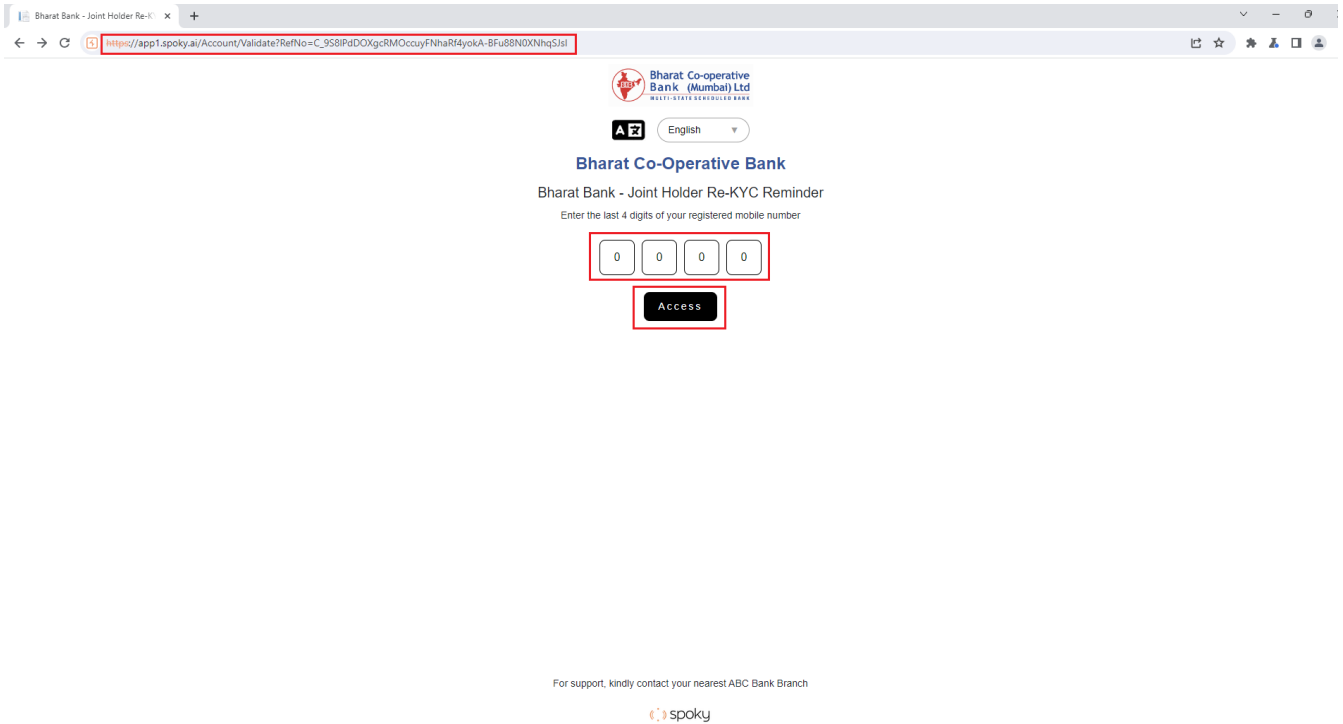 Bharat Bank - Joint Holder Re-K
https://app1.spoky.ai/Account/Validate?RefNo=C_9S8IPdDOXgcRMOccuyFNhaRf4yokA-BFu88N0XNhqSJsI
Bharat Co-operative
Bank (Mumbai) Ltd
MULTI-STATE SCHEDULED BANK
English
Bharat Co-Operative Bank
Bharat Bank - Joint Holder Re-KYC Reminder
Enter the last 4 digits of your registered mobile number
0 0 0 0
Access
For support, kindly contact your nearest ABC Bank Branch
spoky